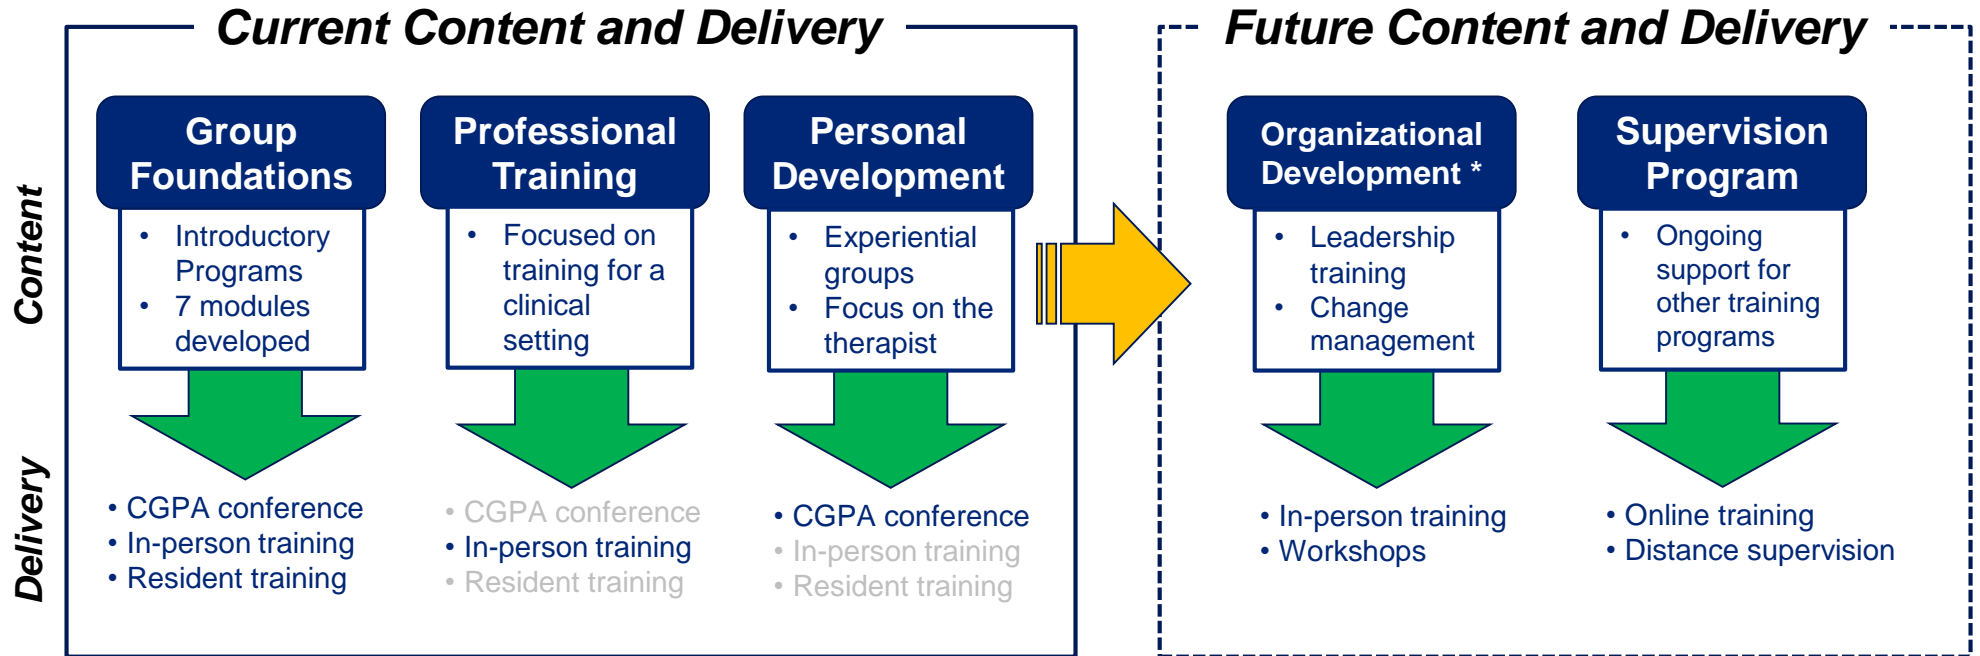 Current Content and Delivery
Future Content and Delivery
Content
Delivery
Group
Foundations
• Introductory
Programs
• 7 modules
developed
• CGPA conference
• In-person training
• Resident training
Professional
Training
• Focused on
training for a
clinical
setting
• CGPA conference
• In-person training
• Resident training
Personal
Development
• Experiential
groups
• Focus on the
therapist
• CGPA conference
• In-person training
• Resident training
Organizational
Development *
• Leadership
training
• Change
management
• In-person training
• Workshops
Supervision
Program
• Ongoing
support for
other training
programs
• Online training
• Distance supervision